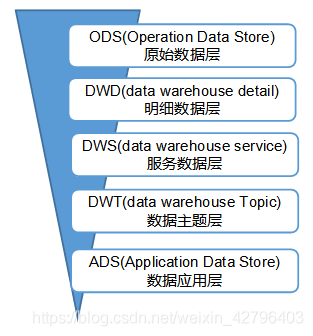 ODS(Operation Data Store)
原始数据层
DWD(data warehouse detail)
明细数据层
DWS(data warehouse service)
服务数据层
DWT(data warehouse Topic)
数据主题层
ADS(Application Data Store)
数据应用层
https://blog.csdn.net/weixin_42796403